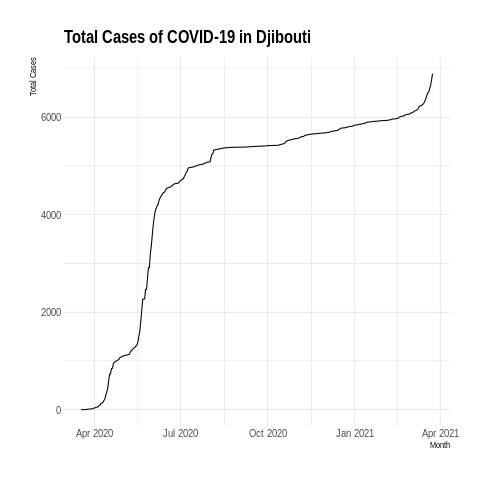 Total Cases of COVID-19 in Djibouti
Total Cases
6000
4000
2000
0
Apr 2020 Jul 2020 Oct 2020 Jan 2021 Apr 2021
Month